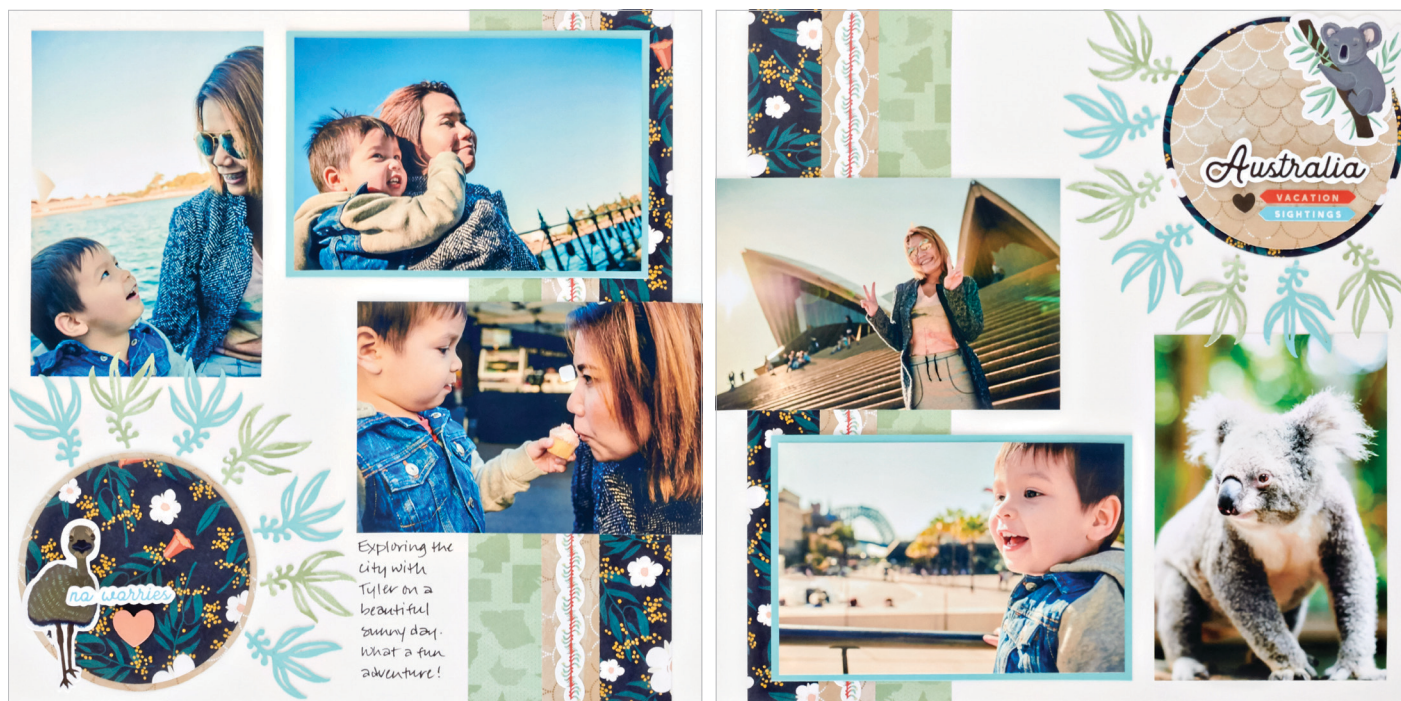 no worries
Exploring the
city with
Tyler on a
beautiful
sunny day.
What a fun
adventure!
Australia
VACATION
SIGHTINGS